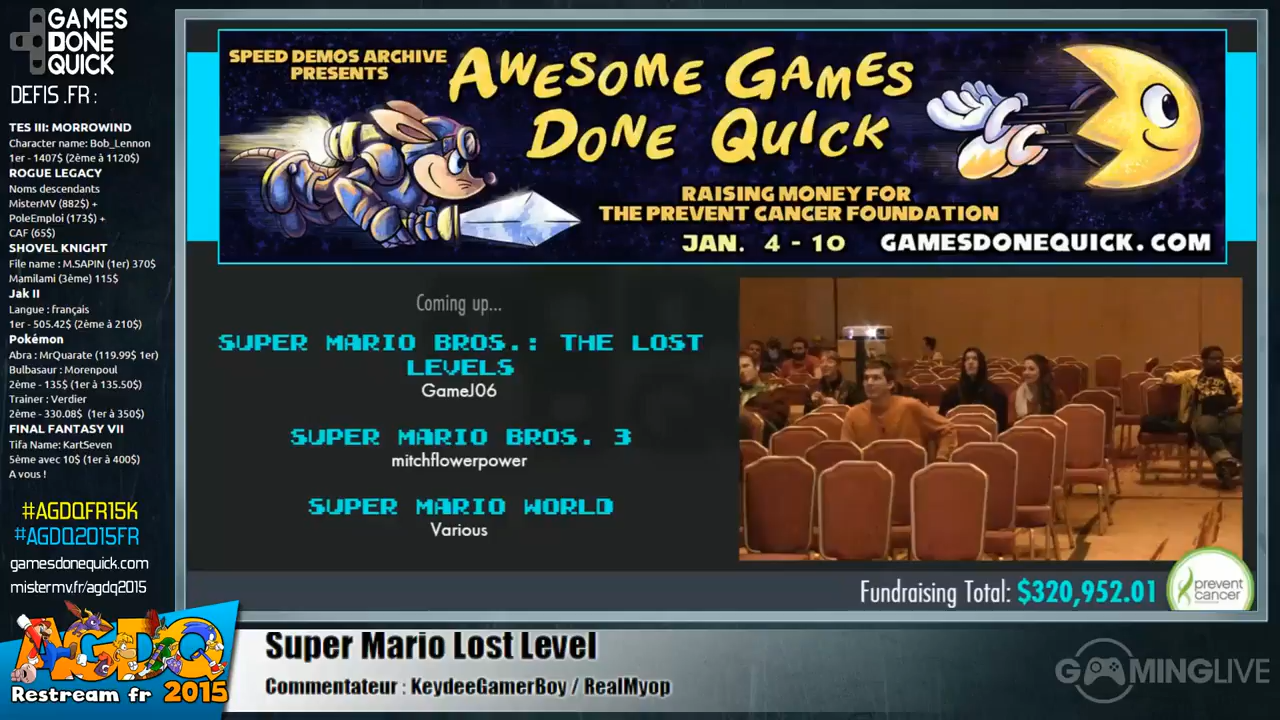 GAMES
DONE
QUICK
DEFIS .FR :
TES III: MORROWIND
Character name: Bob_Lennon
1er - 1407$ (2ème à 1120$)
ROGUE LEGACY
Noms descendants
MisterMV (882$) +
PoleEmploi (173$) +
CAF (65$)
SHOVEL KNIGHT
File name : M.SAPIN (1er) 370$
Mamilami (3ème) 115$
Jak II
Langue : français
1er - 505.42$ (2ème à 210$)
Pokémon
Abra : MrQuarate (119.99$ 1er)
Bulbasaur : Morenpoul
2ème - 135$ (1er à 135.50$)
Trainer : Verdier
2ème - 330.08$ (1er à 350$)
FINAL FANTASY VII
Tifa Name: KartSeven
5ème avec 10$ (1er à 400$)
A vous !
#AGDQFR15K
#AGDQ2015FR
gamesdonequick.com
mistermv.fr/agdq2015
AGDQ
Restream fr 2015
SPEED DEMOS ARCHIVE
PRESENTS
AWESOME GAMES
DONE QUICK
RAISING MONEY FOR
THE PREVENT CANCER FOUNDATION
JAN. 4 - 10 GAMESDONEQUICK.COM
Coming up...
SUPER MARIO BROS.: THE LOST
LEVELS
GameJ06
SUPER MARIO BROS. 3
mitchflowerpower
SUPER MARIO WORLD
Various
Fundraising Total: $320,952.01
prevent
cancer
Super Mario Lost Level
Commentateur : KeydeeGamerBoy / RealMyop
GAMINGLIVE